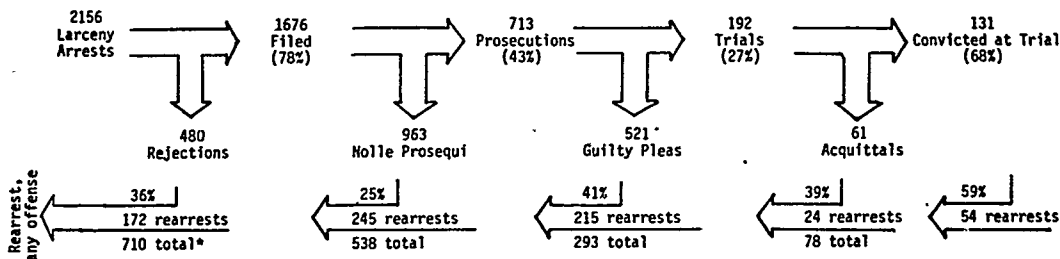 2156
Larceny
Arrests
1676
Filed
(78%)
713
Prosecutions
(43%)
192
Trials
(27%)
131
Convicted at Trial
(68%)
480
Rejections
963
Nolle Prosequi
521
Guilty Pleas
61
Acquittals
Rearrest,
any offense
36%
172 rearrests
710 total*
25%
245 rearrests
538 total
41%
215 rearrests
293 total
39%
24 rearrests
78 total
59%
54 rearrests